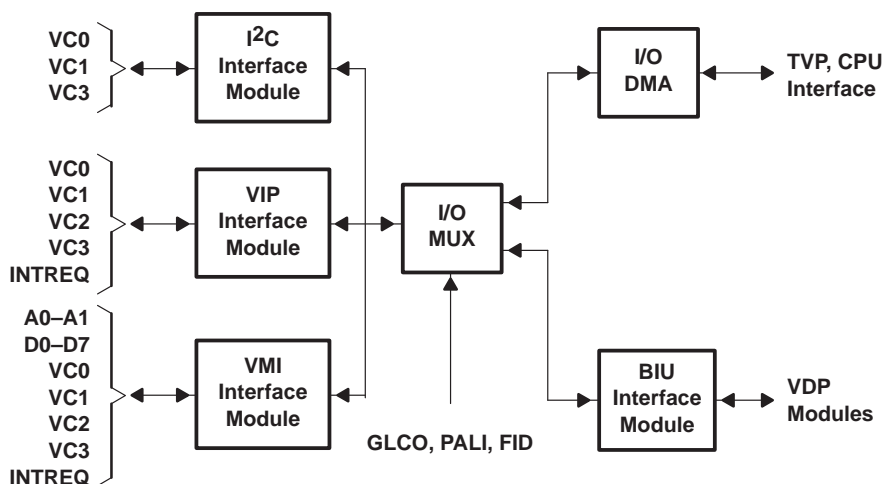 VC0
VC1
VC3
I2C
Interface
Module
VC0
VC1
VC2
VC3
INTREQ
VIP
Interface
Module
A0–A1
D0–D7
VC0
VC1
VC2
VC3
INTREQ
VMI
Interface
Module
I/O
MUX
GLCO, PALI, FID
I/O
DMA
TVP, CPU
Interface
BIU
Interface
Module
VDP
Modules